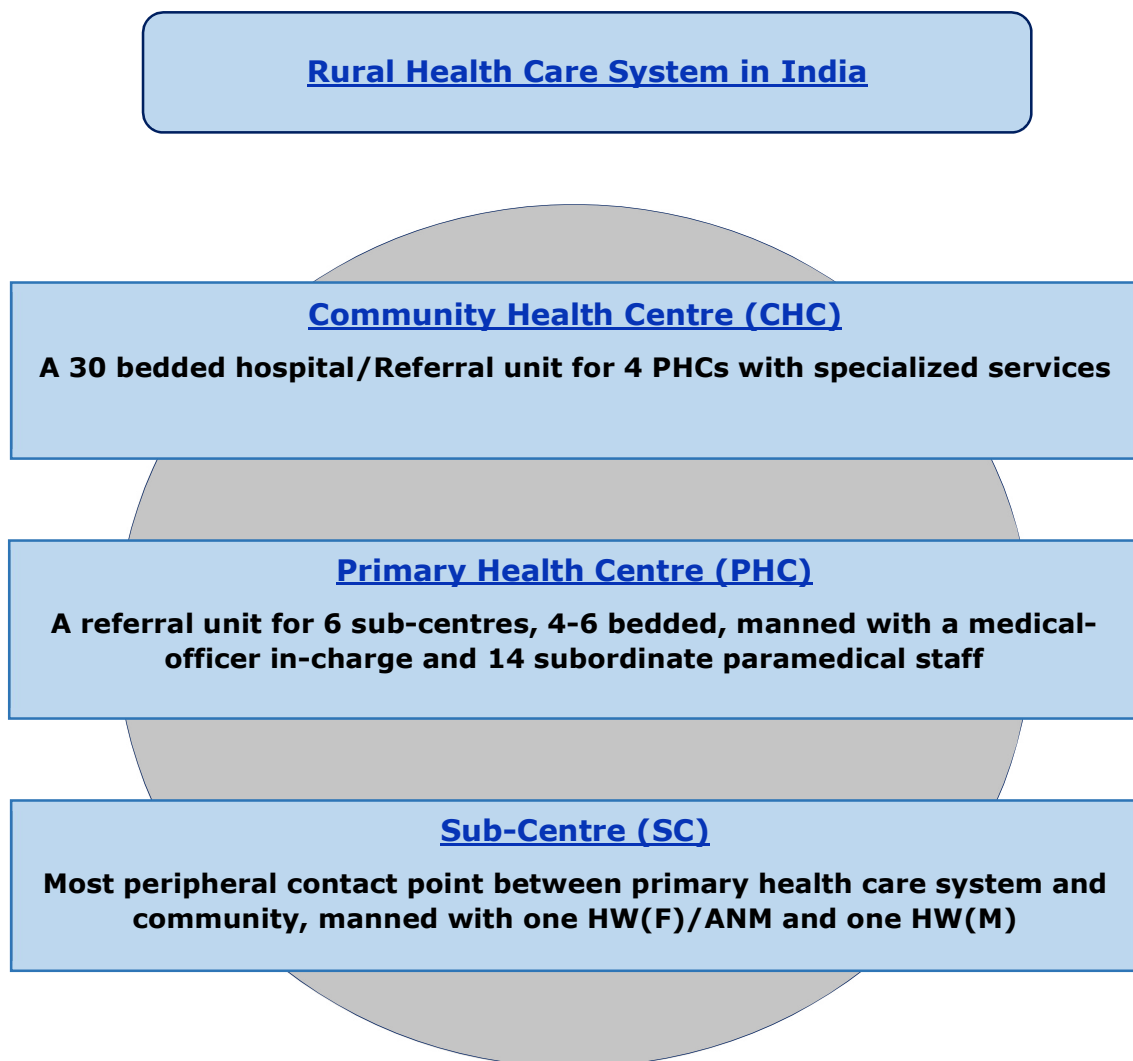 Rural Health Care System in India
Community Health Centre (CHC)
A 30 bedded hospital/Referral unit for 4 PHCs with specialized services
Primary Health Centre (PHC)
A referral unit for 6 sub-centres, 4-6 bedded, manned with a medical-
officer in-charge and 14 subordinate paramedical staff
Sub-Centre (SC)
Most peripheral contact point between primary health care system and
community, manned with one HW(F)/ANM and one HW(M)